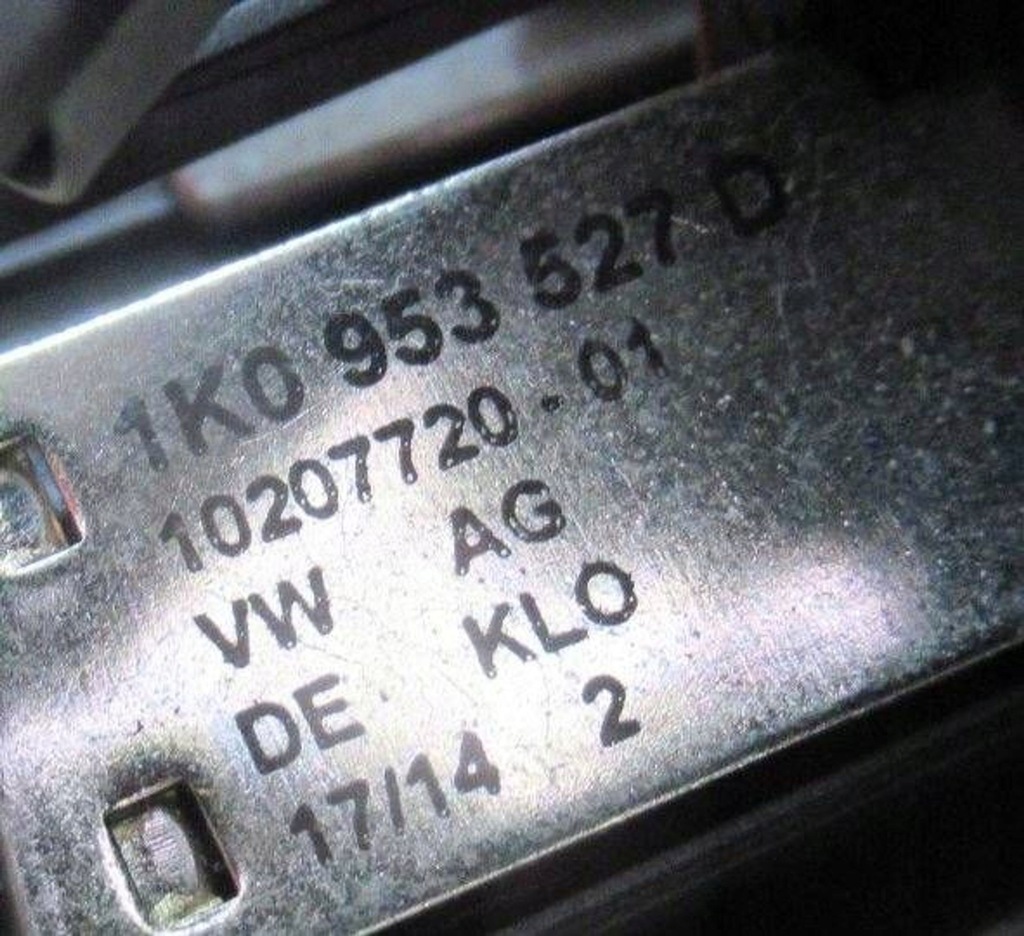 1K0 953 527 D
10207720-01
VW AG
DE KLO
17/14 2